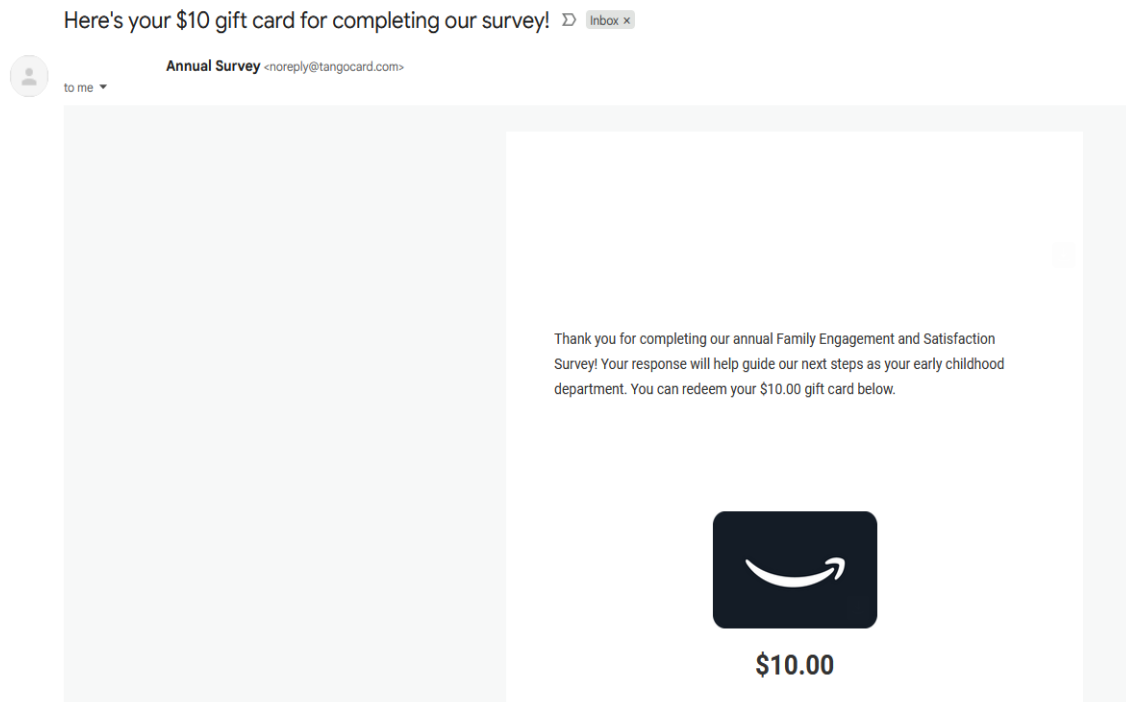 Here's your $10 gift card for completing our survey! Inbox ×
Annual Survey <noreply@tangocard.com>
to me
Thank you for completing our annual Family Engagement and Satisfaction
Survey! Your response will help guide our next steps as your early childhood
department. You can redeem your $10.00 gift card below.
$10.00